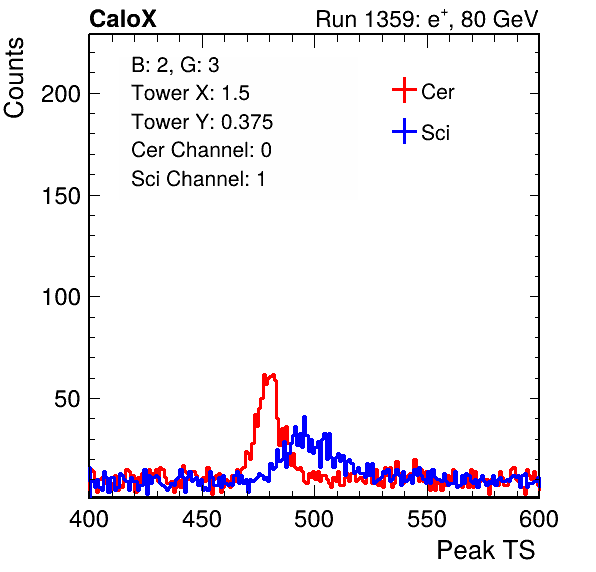 CaloX
Run 1359: e+, 80 GeV
Counts
B: 2, G: 3
Tower X: 1.5
Tower Y: 0.375
Cer Channel: 0
Sci Channel: 1
Cer
Sci
200
150
100
50
400 450 500 550 600
Peak TS